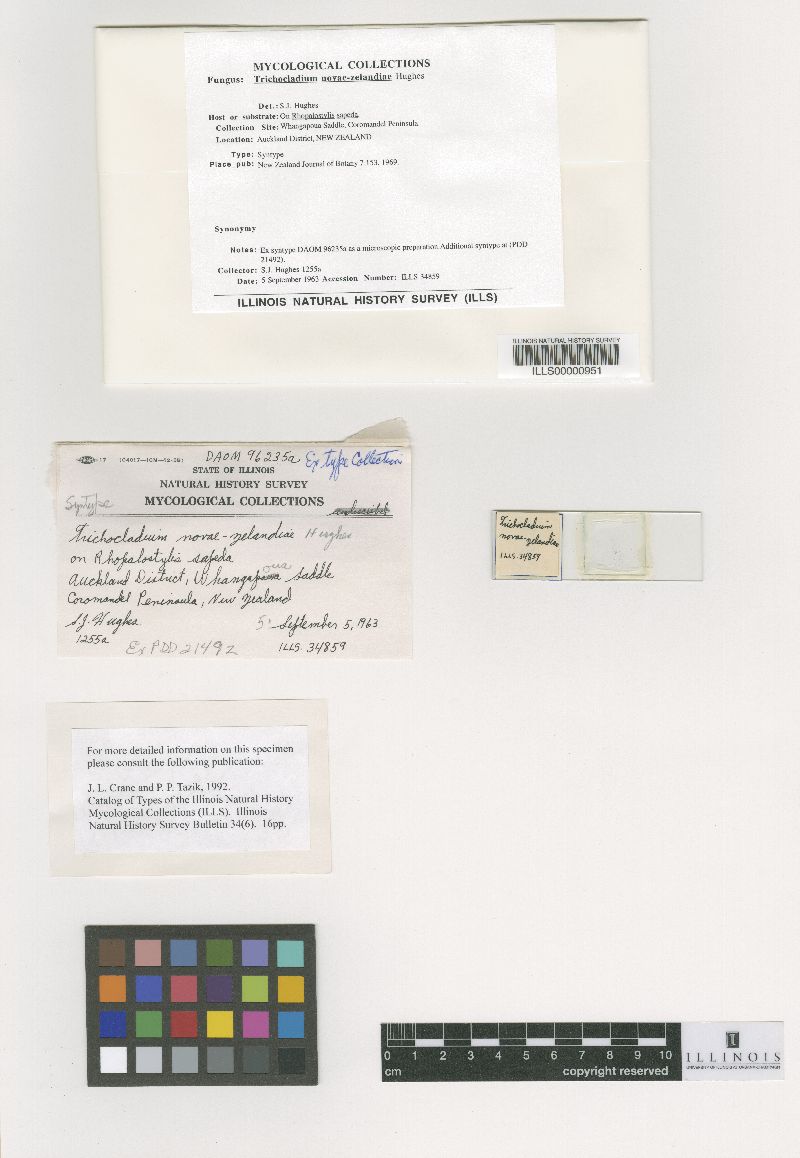 MYCOLOGICAL COLLECTIONS
Fungus: Trichocladium novae-zelandiae Hughes
Det.: S.J. Hughes
Host or substrate: On Rhopalostylis sapeda.
Collection Site: Whangapoua Saddle, Coromandel Peninsula.
Location: Auckland District, NEW ZEALAND
Type: Syntype
Place pub: New Zealand Journal of Botany 7:153. 1969.
Synonymy
Notes: Ex syntype DAOM 96235a as a microscopic preparation. Additional syntype at (PDD
21492).
Collector: S.J. Hughes 1255a
Date: 5 September 1963 Accession Number: ILLS 34859
ILLINOIS NATURAL HISTORY SURVEY (ILLS)
ILLINOIS NATURAL HISTORY SURVEY
ILLS00000951
DAOM 96235a Ex type Collection
STATE OF ILLINOIS
NATURAL HISTORY SURVEY
Syntype MYCOLOGICAL COLLECTIONS
Trichocladium novae-zelandiae Hughes
on Rhopalostylis sapeda
Auckland District, Whangapoua Saddle
Coromandel Peninsula, New Zealand
S.J. Hughes 5 September 5, 1963
1255a Ex PDD 21492 ILLS. 34859
Trichocladium
novae-zelandiae
ILLS. 34859
For more detailed information on this specimen
please consult the following publication:
J. L. Crane and P. P. Tazik, 1992.
Catalog of Types of the Illinois Natural History
Mycological Collections (ILLS). Illinois
Natural History Survey Bulletin 34(6). 16pp.
0 1 2 3 4 5 6 7 8 9 10
cm copyright reserved
I
ILLINOIS